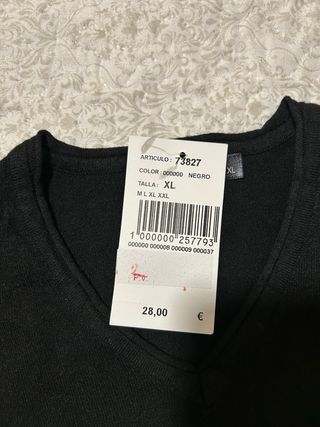 ARTICULO: 73827
COLOR:000000 NEGRO
TALLA: XL
M L XL XXL
1 000000 257793
000000 000008 000009 000037
28,00 €
XL